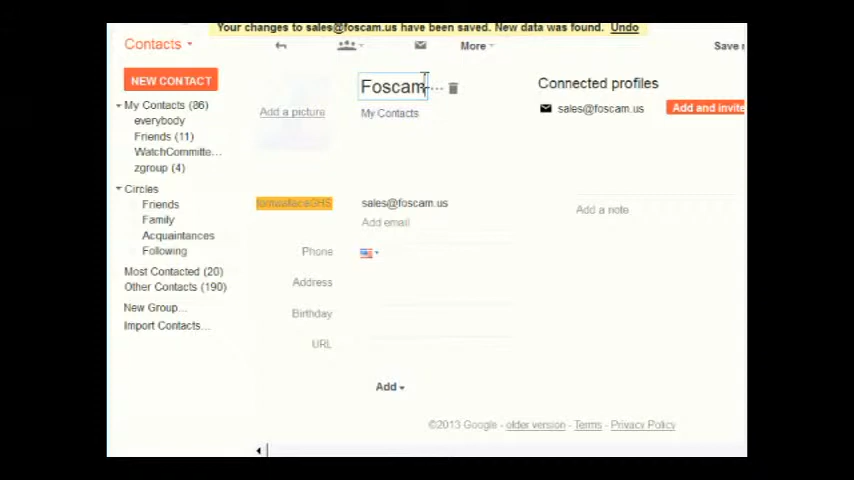 Your changes to sales@foscam.us have been saved. New data was found. Undo
Contacts
More
Save
NEW CONTACT
Foscam
Connected profiles
Add a picture
My Contacts
sales@foscam.us
Add and invite
My Contacts (86)
everybody
Friends (11)
WatchCommitte...
zgroup (4)
Circles
Friends
Family
Acquaintances
Following
Most Contacted (20)
Other Contacts (190)
New Group...
Import Contacts...
sales@foscam.us
Add email
Add a note
Phone
Address
Birthday
URL
Add
©2013 Google - older version - Terms - Privacy Policy